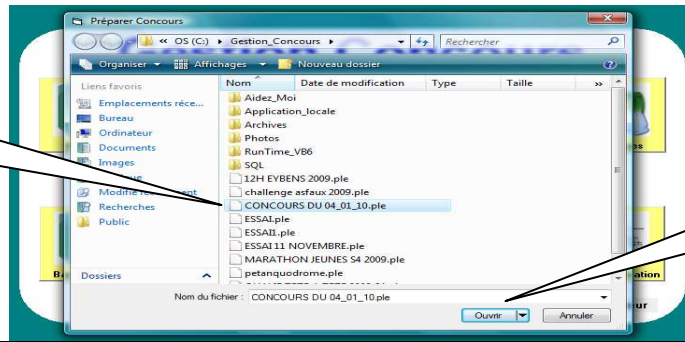 Préparer Concours
« OS (C:) ▸ Gestion_Concours ▸
Rechercher
Organiser
Affichages
Nouveau dossier
Liens favoris
Emplacements réce...
Bureau
Ordinateur
Documents
Images
Recherches
Public
Dossiers
Nom
Date de modification
Type
Taille
»
Aidez_Moi
Application_locale
Archives
Photos
RunTime_VB6
SQL
12H EYBENS 2009.ple
challenge asfaux 2009.ple
CONCOURS DU 04_01_10.ple
ESSAI.ple
ESSAI1.ple
ESSAI 11 NOVEMBRE.ple
MARATHON JEUNES S4 2009.ple
petanquodrome.ple
Nom du fichier : CONCOURS DU 04_01_10.ple
Ouvrir
Annuler